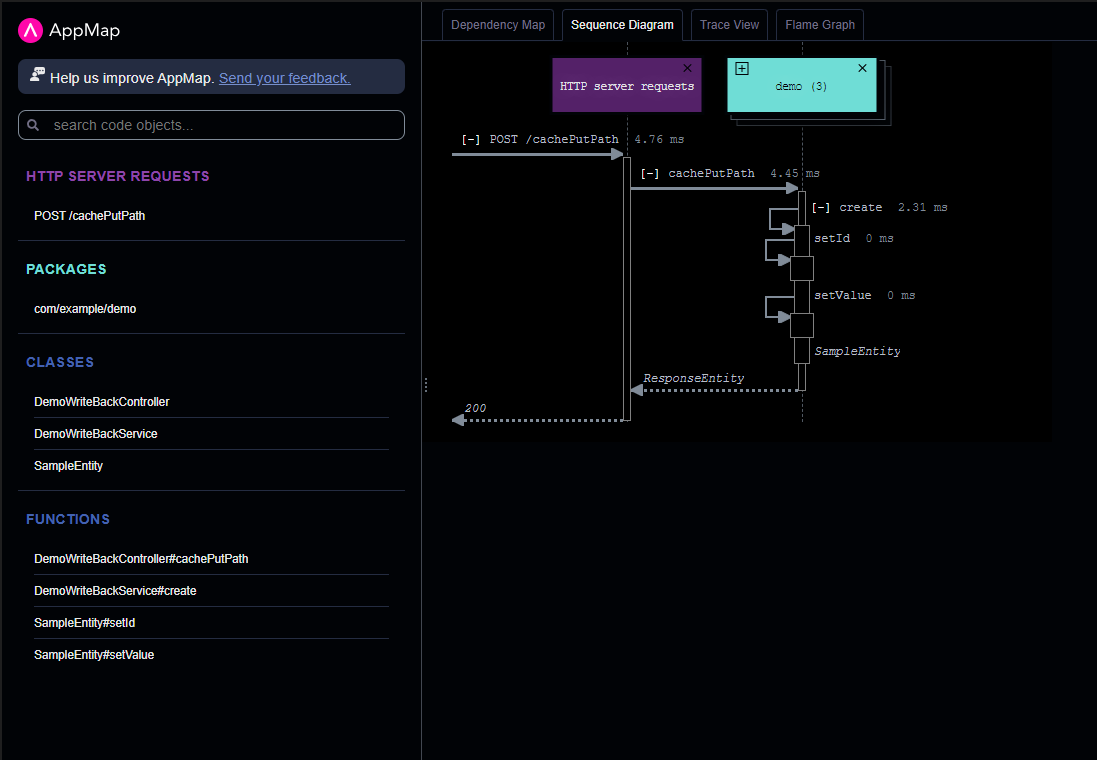 AppMap
Help us improve AppMap. Send your feedback.
search code objects...
HTTP SERVER REQUESTS
POST /cachePutPath
PACKAGES
com/example/demo
CLASSES
DemoWriteBackController
DemoWriteBackService
SampleEntity
FUNCTIONS
DemoWriteBackController#cachePutPath
DemoWriteBackService#create
SampleEntity#setId
SampleEntity#setValue
Dependency Map
Sequence Diagram
Trace View
Flame Graph
HTTP server requests
demo (3)
[-] POST /cachePutPath 4.76 ms
[-] cachePutPath 4.45 ms
[-] create 2.31 ms
setId 0 ms
setValue 0 ms
SampleEntity
ResponseEntity
200